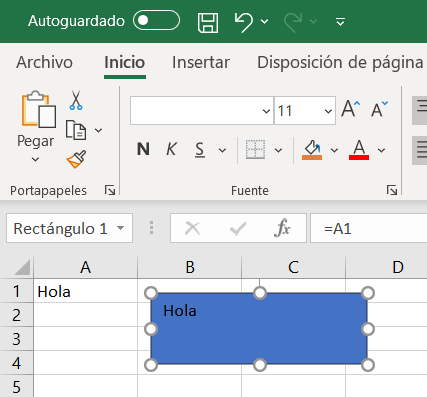 Autoguardado
Archivo Inicio Insertar Disposición de página
Pegar
11 A A
N K S A
Portapapeles Fuente
Rectángulo 1 fx =A1
A B C D
1 Hola
Hola
2
3
4
5